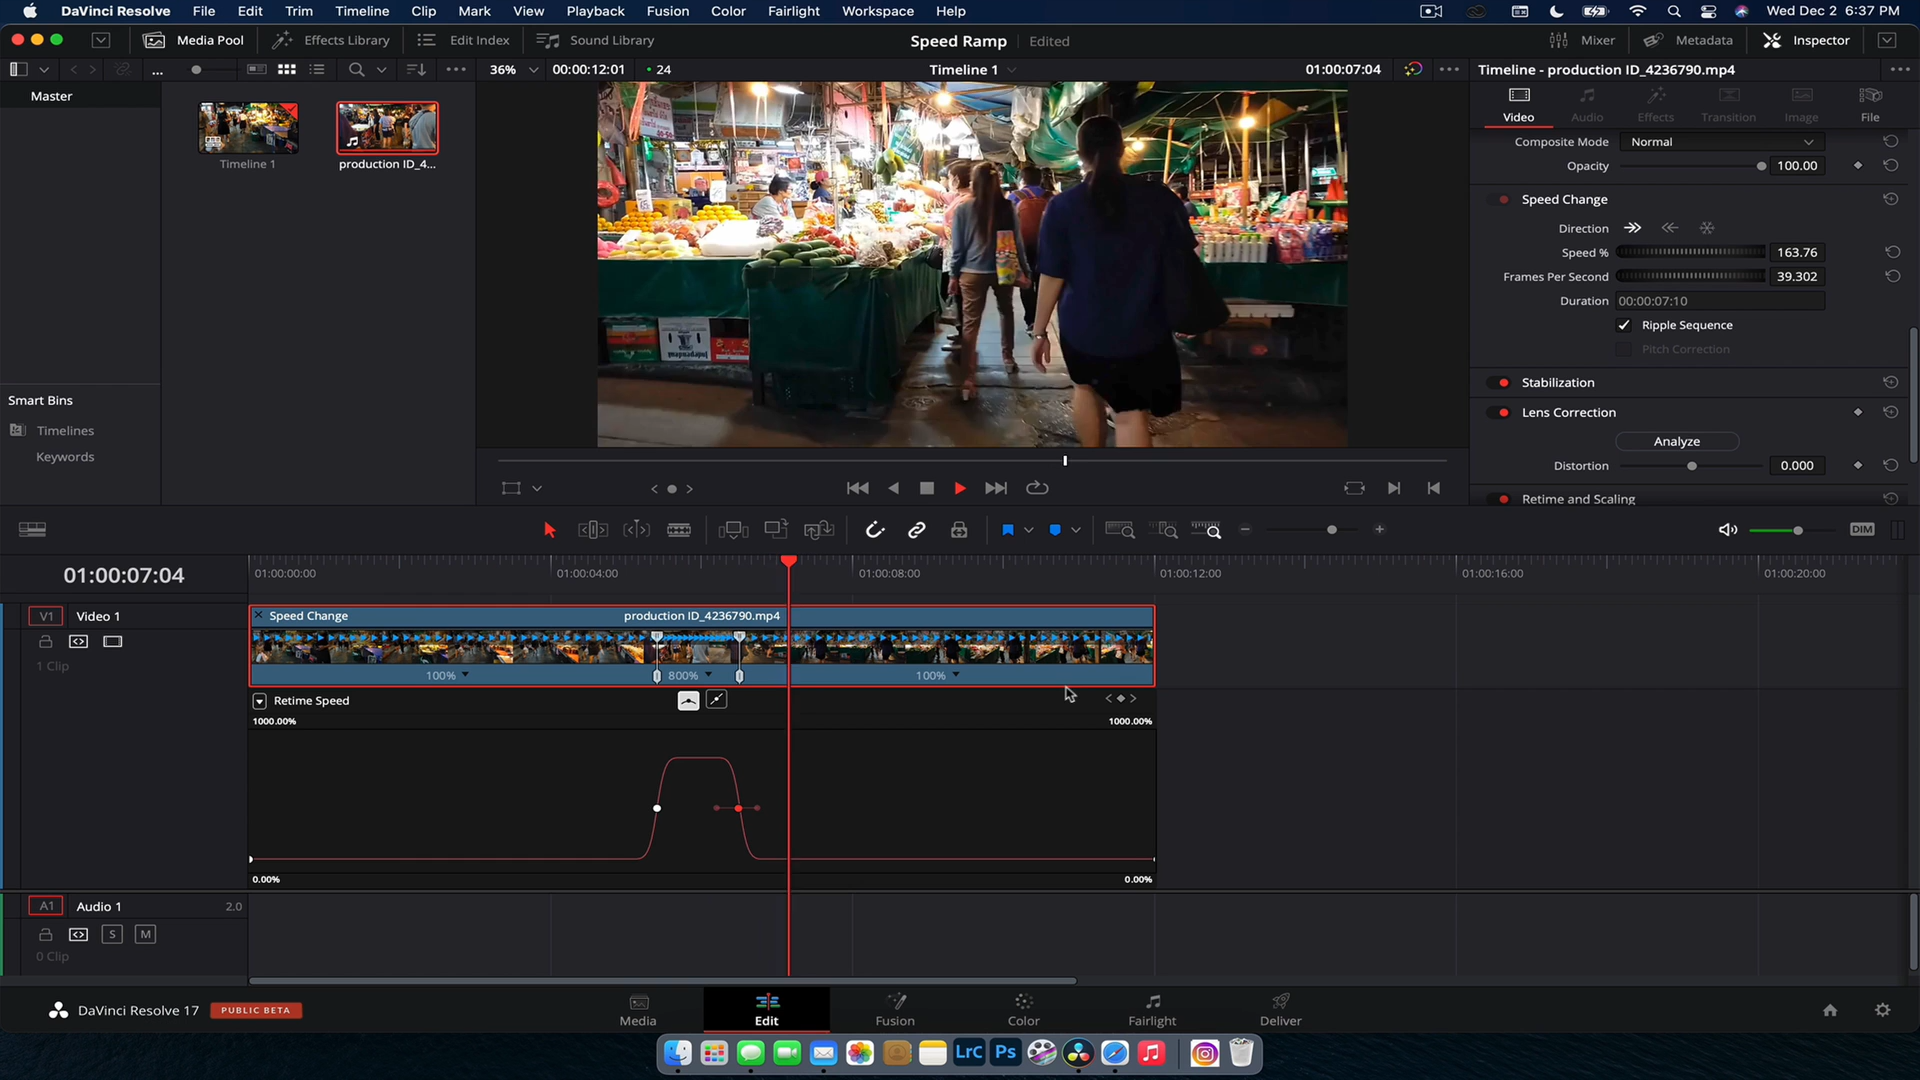 DaVinci Resolve File Edit Trim Timeline Clip Mark View Playback Fusion Color Fairlight Workspace Help Wed Dec 2 6:37 PM
Media Pool Effects Library Edit Index Sound Library Speed Ramp Edited Mixer Metadata Inspector
36% 00:00:12:01 24 Timeline 1 01:00:07:04 Timeline - production ID_4236790.mp4
Master
Timeline 1 production ID_4...
Video Audio Effects Transition Image File
Composite Mode Normal
Opacity 100.00
Speed Change
Direction
Speed % 163.76
Frames Per Second 39.302
Duration 00:00:07:10
Ripple Sequence
Pitch Correction
Stabilization
Lens Correction
Analyze
Distortion 0.000
Retime and Scaling
Smart Bins
Timelines
Keywords
DIM
01:00:07:04 01:00:00:00 01:00:04:00 01:00:08:00 01:00:12:00 01:00:16:00 01:00:20:00
V1 Video 1 Speed Change production ID_4236790.mp4
1 Clip
100% 800% 100%
Retime Speed
1000.00% 1000.00%
0.00% 0.00%
A1 Audio 1 2.0
S M
0 Clip
DaVinci Resolve 17 PUBLIC BETA
Media Edit Fusion Color Fairlight Deliver
LrC Ps